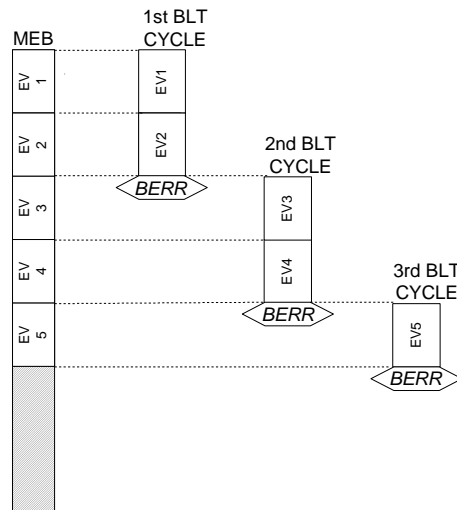 1st BLT
CYCLE
MEB
EV 1
EV 2
EV 3
EV 4
EV 5
EV1
EV2
BERR
2nd BLT
CYCLE
EV3
EV4
BERR
3rd BLT
CYCLE
EV5
BERR